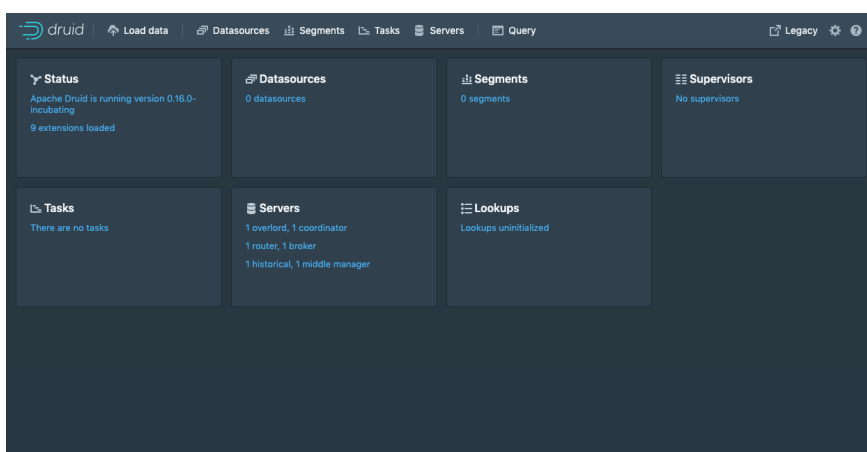 druid Load data Datasources Segments Tasks Servers Query Legacy
Status
Apache Druid is running version 0.16.0-
incubating
9 extensions loaded
Datasources
0 datasources
Segments
0 segments
Supervisors
No supervisors
Tasks
There are no tasks
Servers
1 overlord, 1 coordinator
1 router, 1 broker
1 historical, 1 middle manager
Lookups
Lookups uninitialized